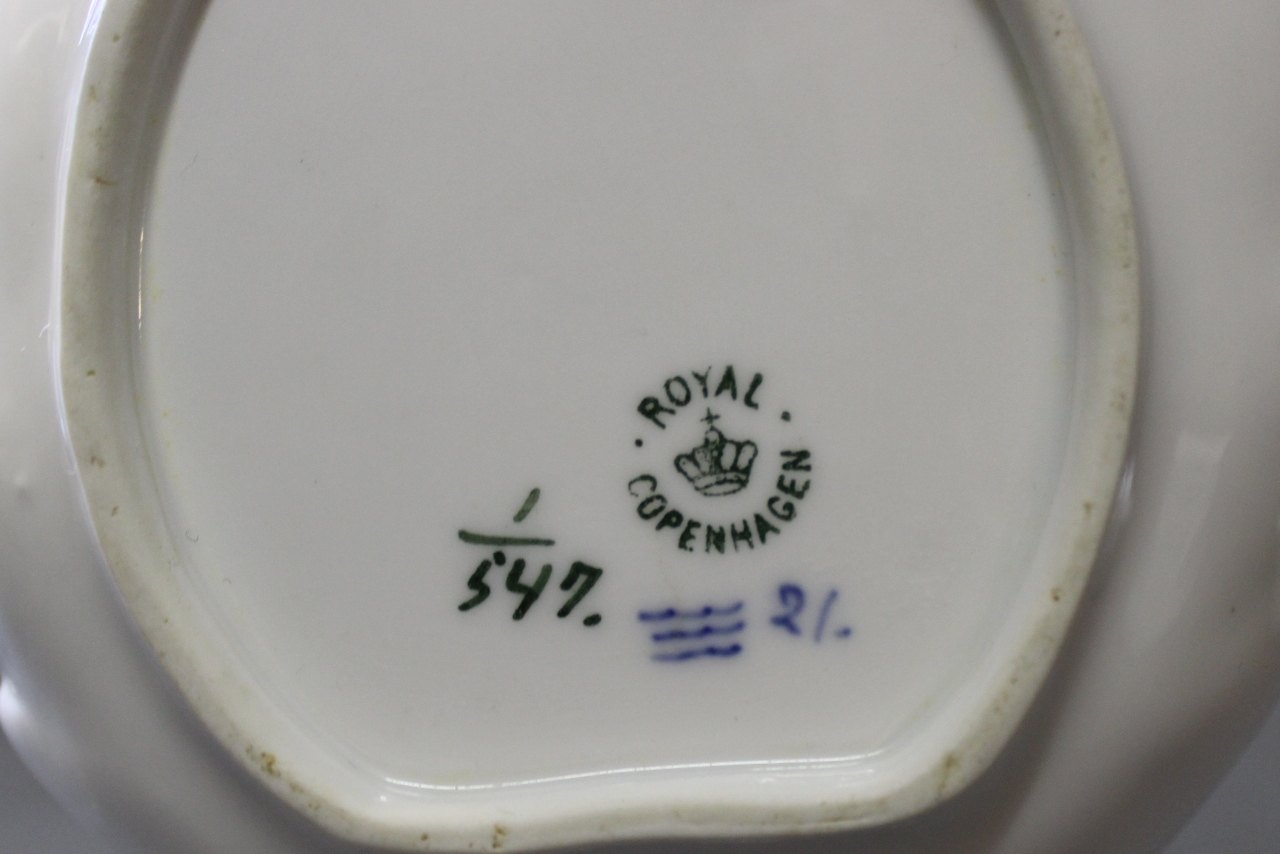 ROYAL
COPENHAGEN
1
547.
21.